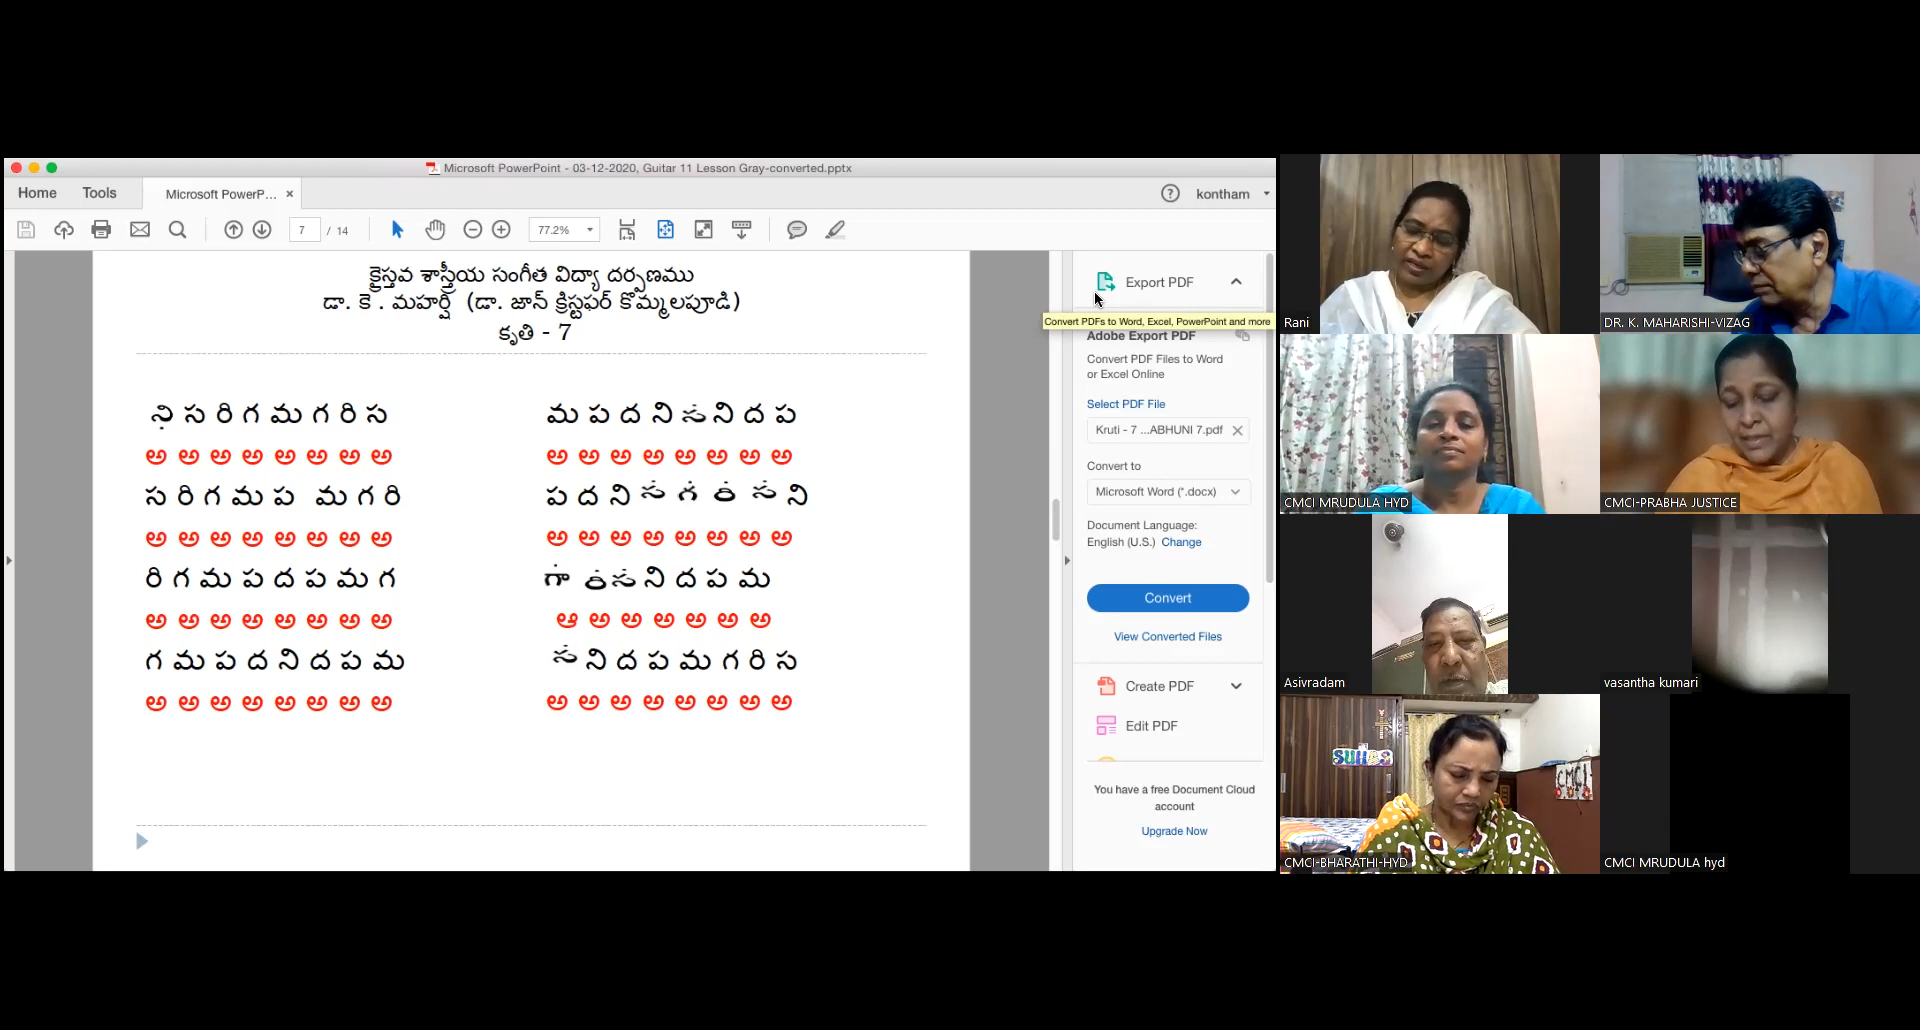 Microsoft PowerPoint - 03-12-2020, Guitar 11 Lesson Gray-converted.pptx
Home Tools Microsoft PowerP... × kontham
7 / 14 77.2%
క్రైస్తవ శాస్త్రీయ సంగీత విద్యా దర్పణము
డా. కె . మహర్షి (డా. జాన్ క్రిస్టఫర్ కొమ్మలపూడి)
కృతి - 7
ని స రి గ మ గ రి స
అ అ అ అ అ అ అ అ
స రి గ మ ప మ గ రి
అ అ అ అ అ అ అ అ
రి గ మ ప ద ప మ గ
అ అ అ అ అ అ అ అ
గ మ ప ద ని ద ప మ
అ అ అ అ అ అ అ అ
మ ప ద ని స ని ద ప
అ అ అ అ అ అ అ అ
ప ద ని స గ రి స ని
అ అ అ అ అ అ అ అ
గా రి స ని ద ప మ
ఆ అ అ అ అ అ అ
స ని ద ప మ గ రి స
అ అ అ అ అ అ అ అ
Export PDF
Convert PDFs to Word, Excel, PowerPoint and more
Adobe Export PDF
Convert PDF Files to Word
or Excel Online
Select PDF File
Kruti - 7 ...ABHUNI 7.pdf
Convert to
Microsoft Word (*.docx)
Document Language:
English (U.S.) Change
Convert
View Converted Files
Create PDF
Edit PDF
You have a free Document Cloud
account
Upgrade Now
Rani
DR. K. MAHARISHI-VIZAG
CMCI MRUDULA HYD
CMCI-PRABHA JUSTICE
Asivradam
vasantha kumari
CMCI
CMCI-BHARATHI-HYD
CMCI MRUDULA hyd